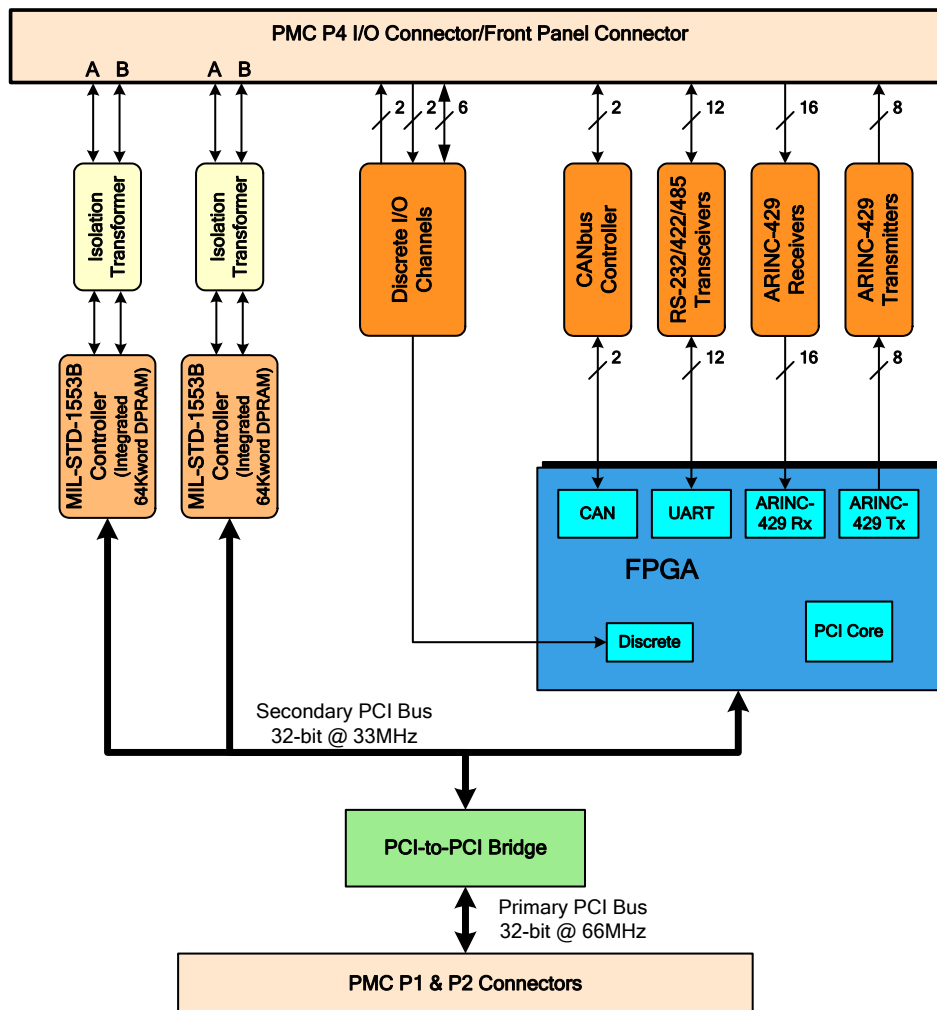 PMC P4 I/O Connector/Front Panel Connector
A B A B
2 2 6 2 12 16 8
Isolation
Transformer
Isolation
Transformer
Discrete I/O
Channels
CANbus
Controller
RS-232/422/485
Transceivers
ARINC-429
Receivers
ARINC-429
Transmitters
2 12 16 8
MIL-STD-1553B
Controller
(Integrated
64Kword DPRAM)
MIL-STD-1553B
Controller
(Integrated
64Kword DPRAM)
CAN
UART
ARINC-
429 Rx
ARINC-
429 Tx
FPGA
Discrete
PCI Core
Secondary PCI Bus
32-bit @ 33MHz
PCI-to-PCI Bridge
Primary PCI Bus
32-bit @ 66MHz
PMC P1 & P2 Connectors